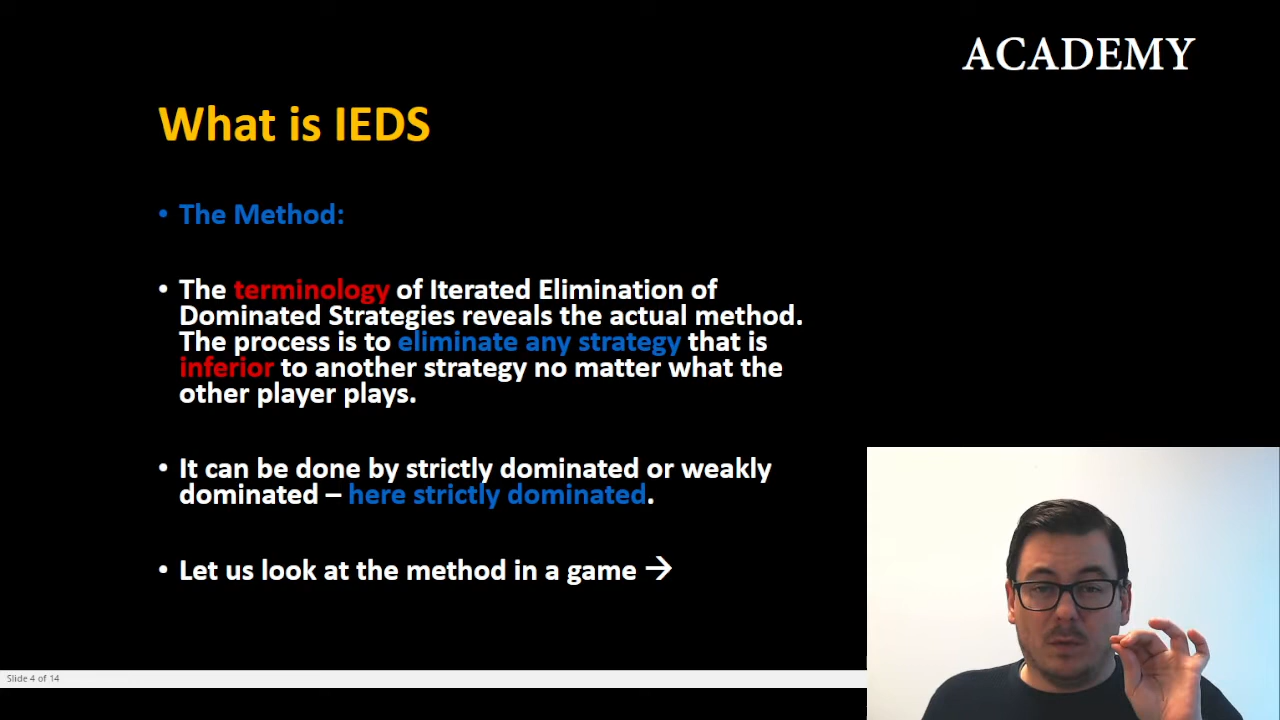 ACADEMY
What is IEDS
• The Method:
• The terminology of Iterated Elimination of
Dominated Strategies reveals the actual method.
The process is to eliminate any strategy that is
inferior to another strategy no matter what the
other player plays.
• It can be done by strictly dominated or weakly
dominated – here strictly dominated.
• Let us look at the method in a game →
Slide 4 of 14